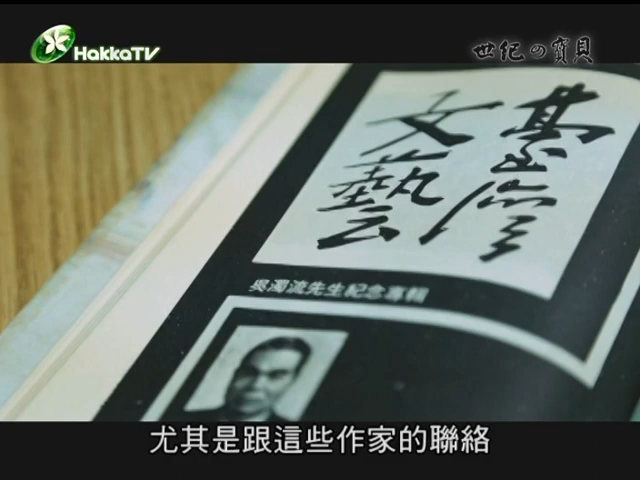 HakkaTV
世紀の寶貝
臺灣
文藝
吳濁流先生紀念專輯
尤其是跟這些作家的聯絡